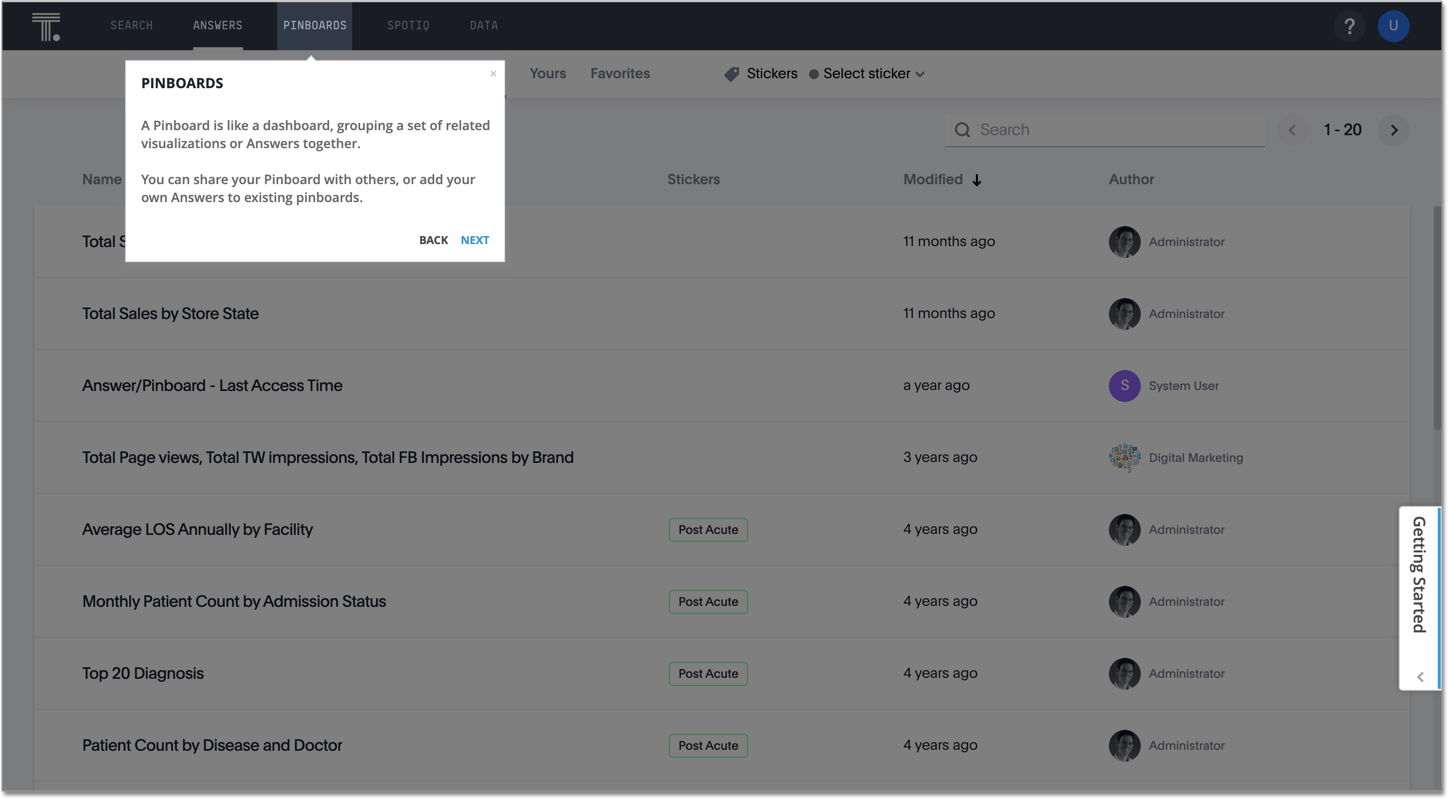 SEARCH
ANSWERS
PINBOARDS
SPOTIQ
DATA
?
U
PINBOARDS
×
A Pinboard is like a dashboard, grouping a set of related
visualizations or Answers together.
You can share your Pinboard with others, or add your
own Answers to existing pinboards.
BACK NEXT
Yours
Favorites
Stickers
Select sticker
Search
1 - 20
Name
Stickers
Modified
Author
Total S
11 months ago
Administrator
Total Sales by Store State
11 months ago
Administrator
Answer/Pinboard - Last Access Time
a year ago
S
System User
Total Page views, Total TW impressions, Total FB Impressions by Brand
3 years ago
Digital Marketing
Average LOS Annually by Facility
Post Acute
4 years ago
Administrator
Monthly Patient Count by Admission Status
Post Acute
4 years ago
Administrator
Top 20 Diagnosis
Post Acute
4 years ago
Administrator
Patient Count by Disease and Doctor
Post Acute
4 years ago
Administrator
Getting Started